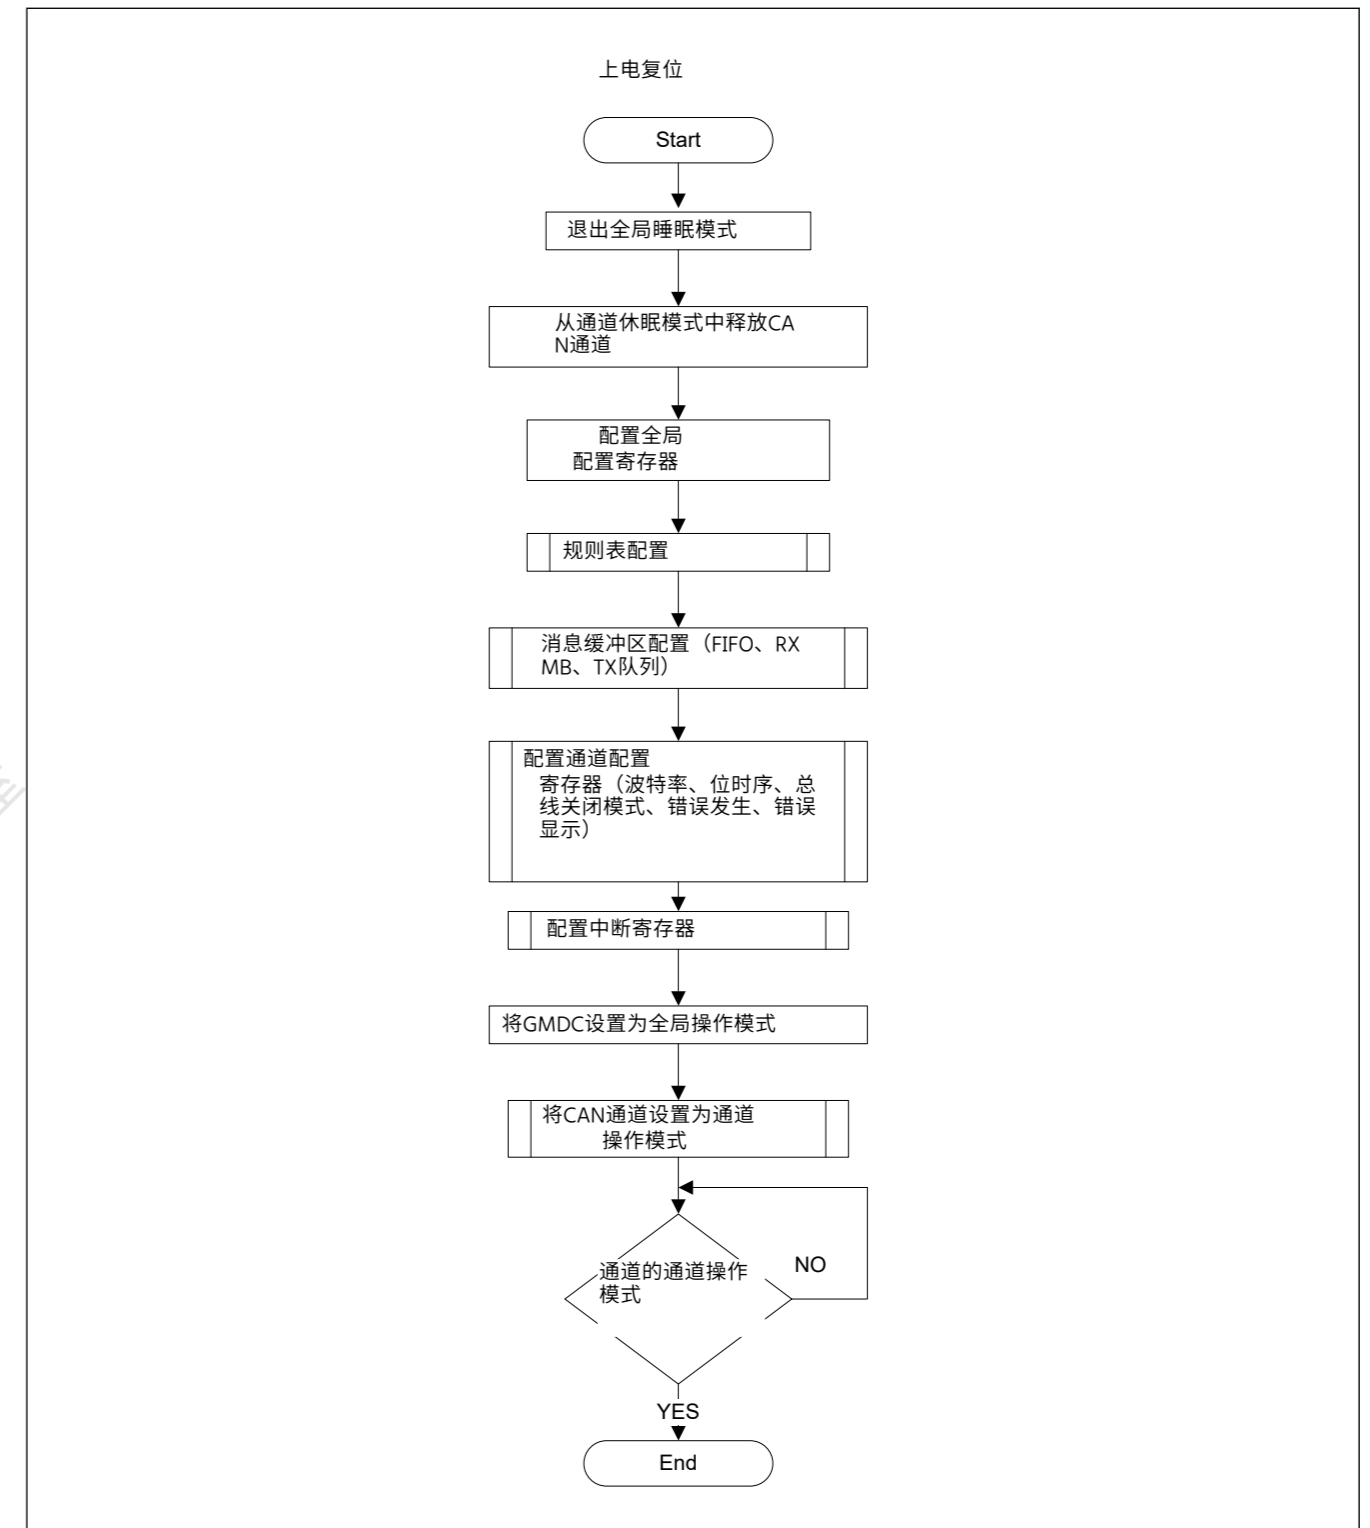 上电复位
Start
退出全局睡眠模式
从通道休眠模式中释放CA
N通道
配置全局
配置寄存器
规则表配置
消息缓冲区配置（FIFO、RX
MB、TX队列）
配置通道配置
寄存器（波特率、位时序、总
线关闭模式、错误发生、错误
显示）
配置中断寄存器
将GMDC设置为全局操作模式
将CAN通道设置为通道
操作模式
通道的通道操作
模式
NO
YES
End